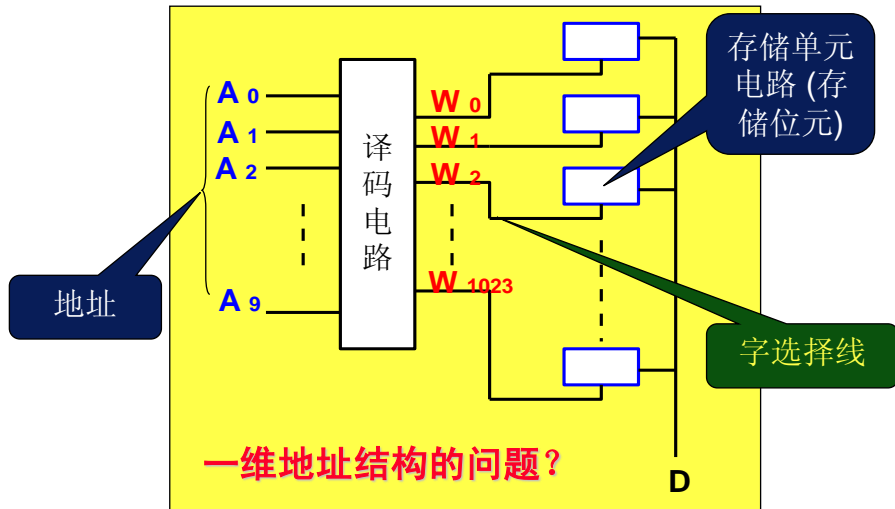 存储单元
电路 (存
储位元)
A 0
A 1
A 2
A 9
地址
译
码
电
路
W 0
W 1
W 2
W 1023
字选择线
一维地址结构的问题?
D